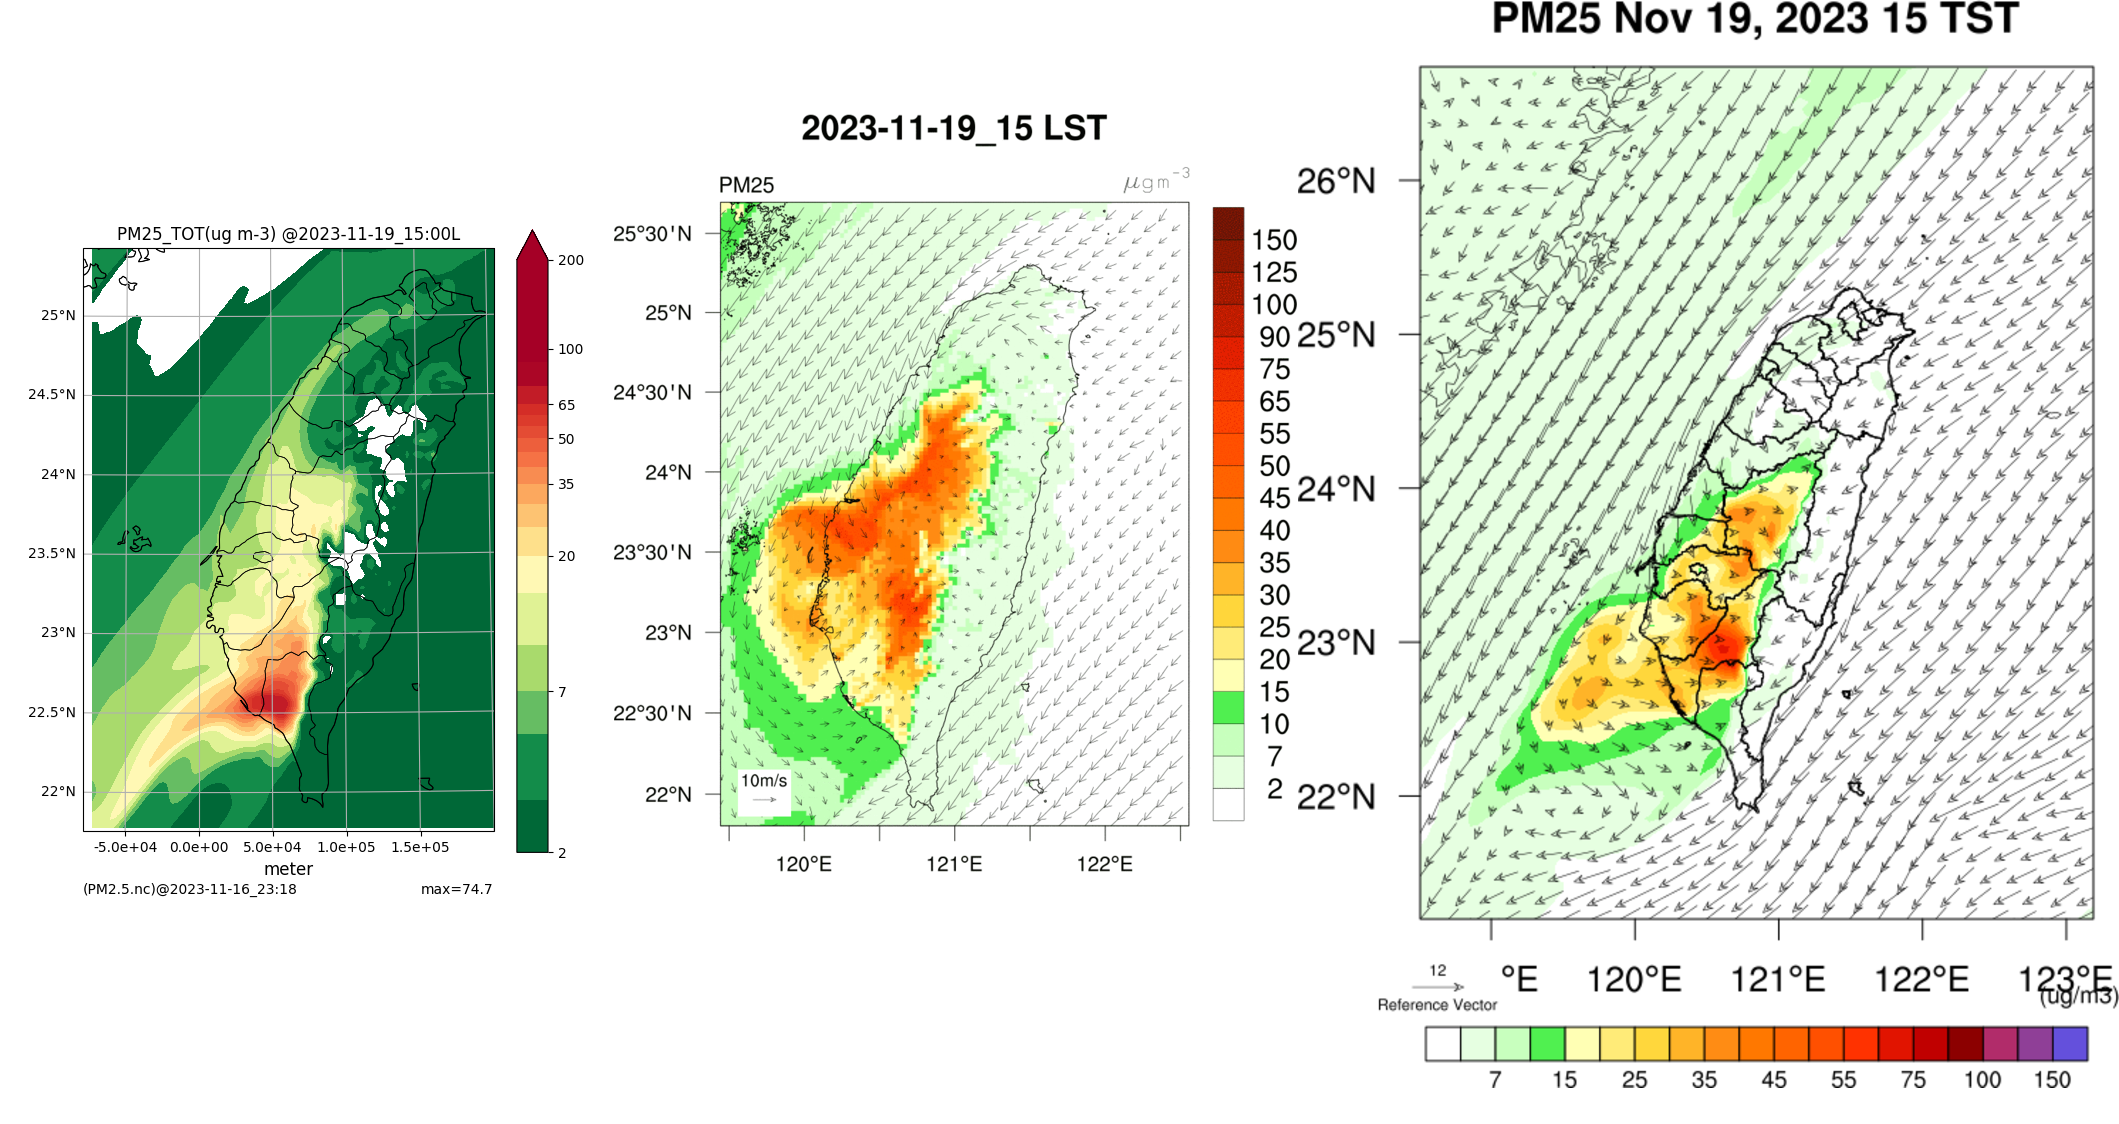 PM25_TOT(ug m-3) @2023-11-19_15:00L
25°N
24.5°N
24°N
23.5°N
23°N
22.5°N
22°N
-5.0e+04 0.0e+00 5.0e+04 1.0e+05 1.5e+05
meter
(PM2.5.nc)@2023-11-16_23:18 max=74.7
200
100
65
50
35
20
7
2
2023-11-19_15 LST
PM25 μgm⁻³
25°30'N
25°N
24°30'N
24°N
23°30'N
23°N
22°30'N
22°N
10m/s
120°E 121°E 122°E
150
125
100
90
75
65
55
50
45
40
35
30
25
20
15
10
7
2
PM25 Nov 19, 2023 15 TST
26°N
25°N
24°N
23°N
22°N
°E 120°E 121°E 122°E 123°E
12
Reference Vector
(ug/m3)
7 15 25 35 45 55 75 100 150